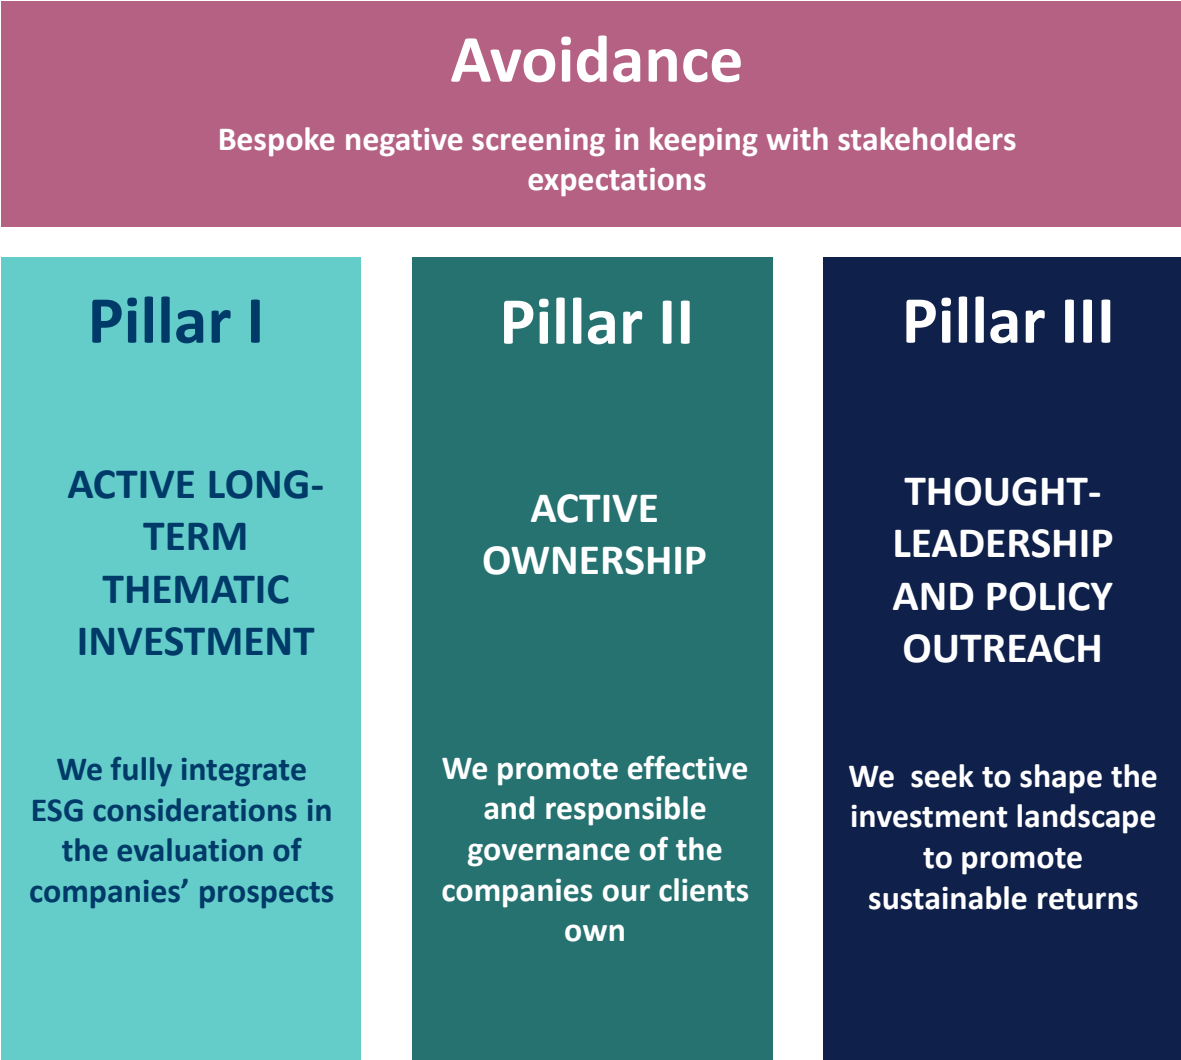 Avoidance
Bespoke negative screening in keeping with stakeholders
expectations
Pillar I
ACTIVE LONG-
TERM
THEMATIC
INVESTMENT
We fully integrate
ESG considerations in
the evaluation of
companies’ prospects
Pillar II
ACTIVE
OWNERSHIP
We promote effective
and responsible
governance of the
companies our clients
own
Pillar III
THOUGHT-
LEADERSHIP
AND POLICY
OUTREACH
We  seek to shape the
investment landscape
to promote
sustainable returns